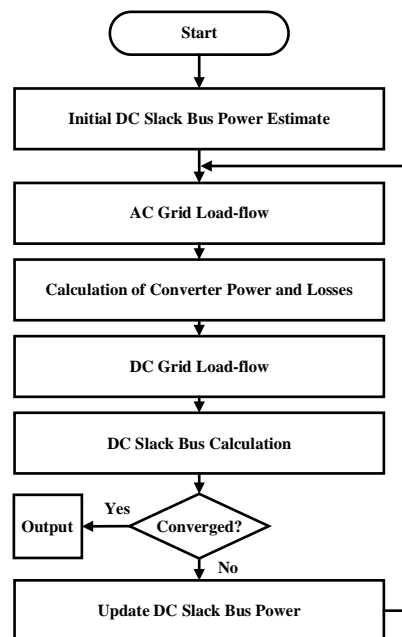 Start
Initial DC Slack Bus Power Estimate
AC Grid Load-flow
Calculation of Converter Power and Losses
DC Grid Load-flow
DC Slack Bus Calculation
Yes
Output
Converged?
No
Update DC Slack Bus Power